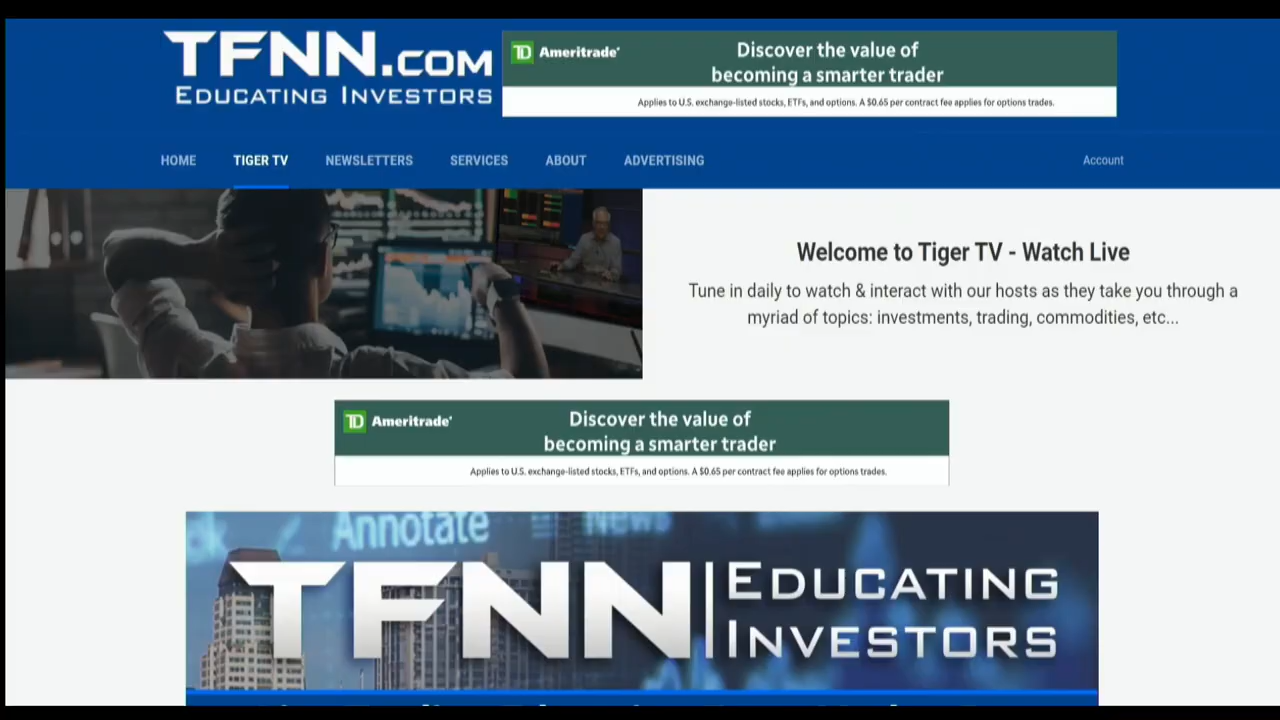 TFNN.COM
EDUCATING INVESTORS
TD Ameritrade
Discover the value of
becoming a smarter trader
Applies to U.S. exchange-listed stocks, ETFs, and options. A $0.65 per contract fee applies for options trades.
HOME TIGER TV NEWSLETTERS SERVICES ABOUT ADVERTISING Account
Welcome to Tiger TV - Watch Live
Tune in daily to watch & interact with our hosts as they take you through a
myriad of topics: investments, trading, commodities, etc...
TD Ameritrade
Discover the value of
becoming a smarter trader
Applies to U.S. exchange-listed stocks, ETFs, and options. A $0.65 per contract fee applies for options trades.
Annotate News
TFNN EDUCATING
INVESTORS